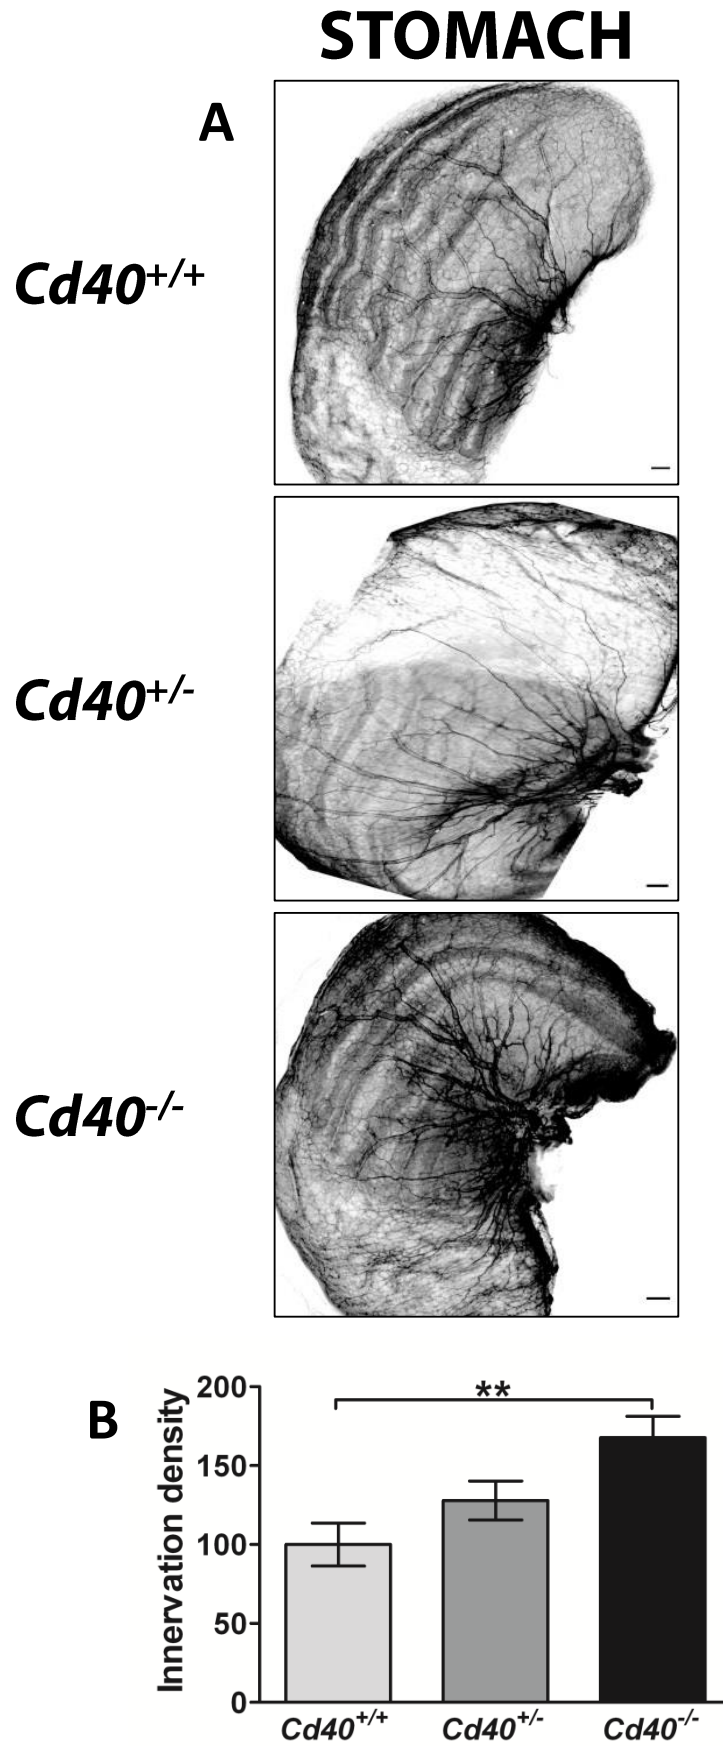 STOMACH
A
Cd40+/+
Cd40+/-
Cd40-/-
B
Innervation density
200
150
100
50
0
**
Cd40+/+ Cd40+/- Cd40-/-